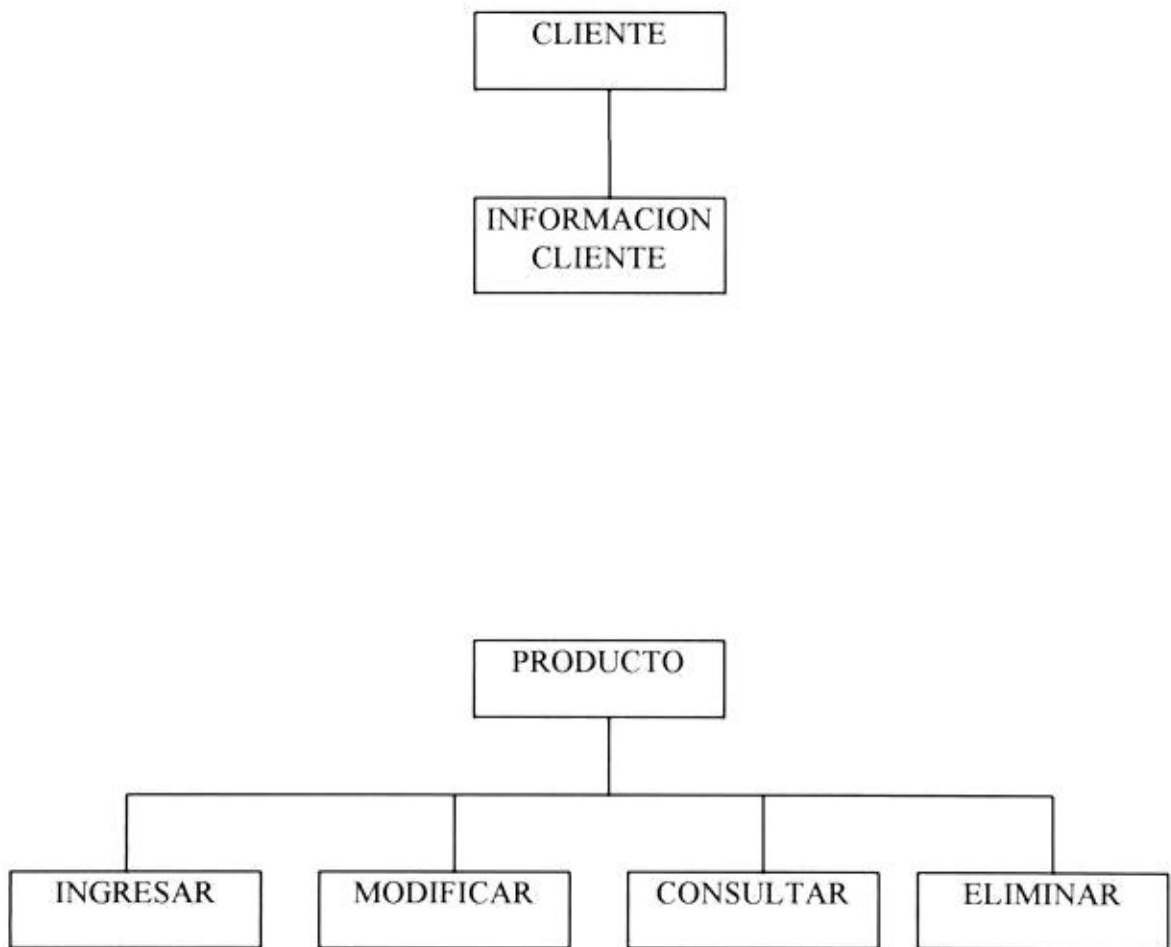 CLIENTE
INFORMACION
CLIENTE
PRODUCTO
INGRESAR
MODIFICAR
CONSULTAR
ELIMINAR